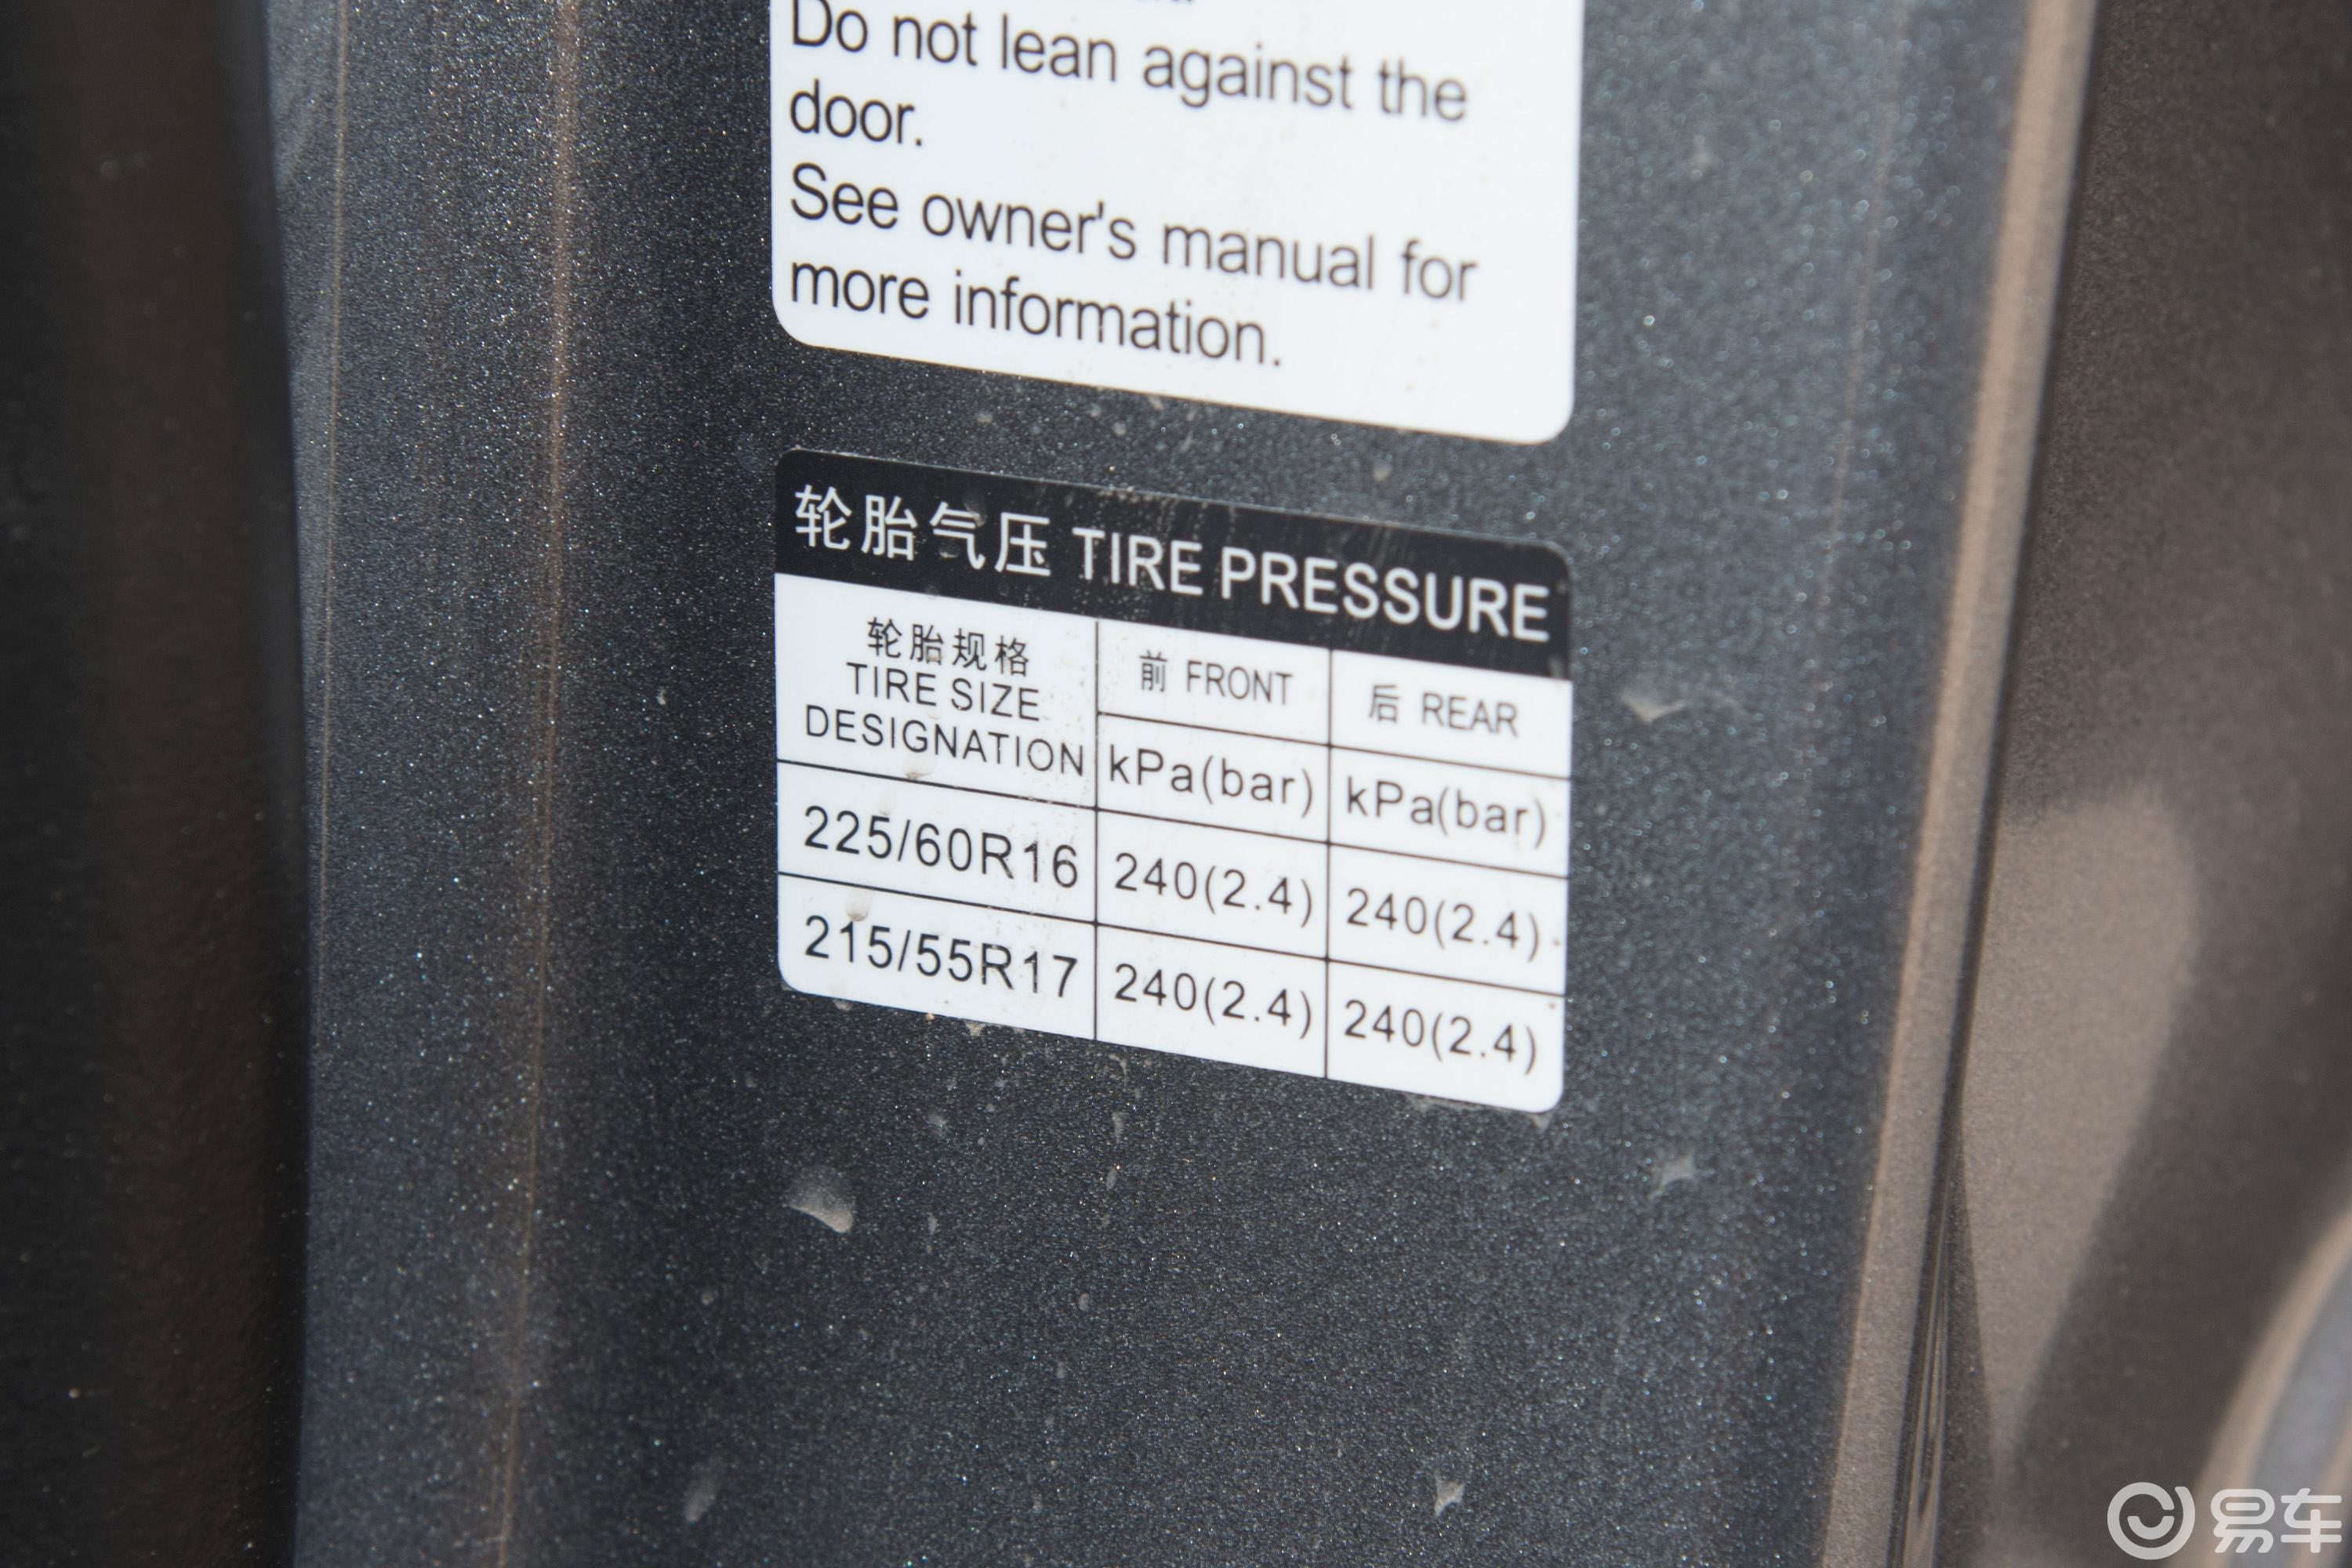 Do not lean against the
door.
See owner's manual for
more information.
轮胎气压 TIRE PRESSURE
轮胎规格
TIRE SIZE
DESIGNATION
前 FRONT
后 REAR
kPa(bar)
kPa(bar)
225/60R16
240(2.4)
240(2.4)
215/55R17
240(2.4)
240(2.4)
易车